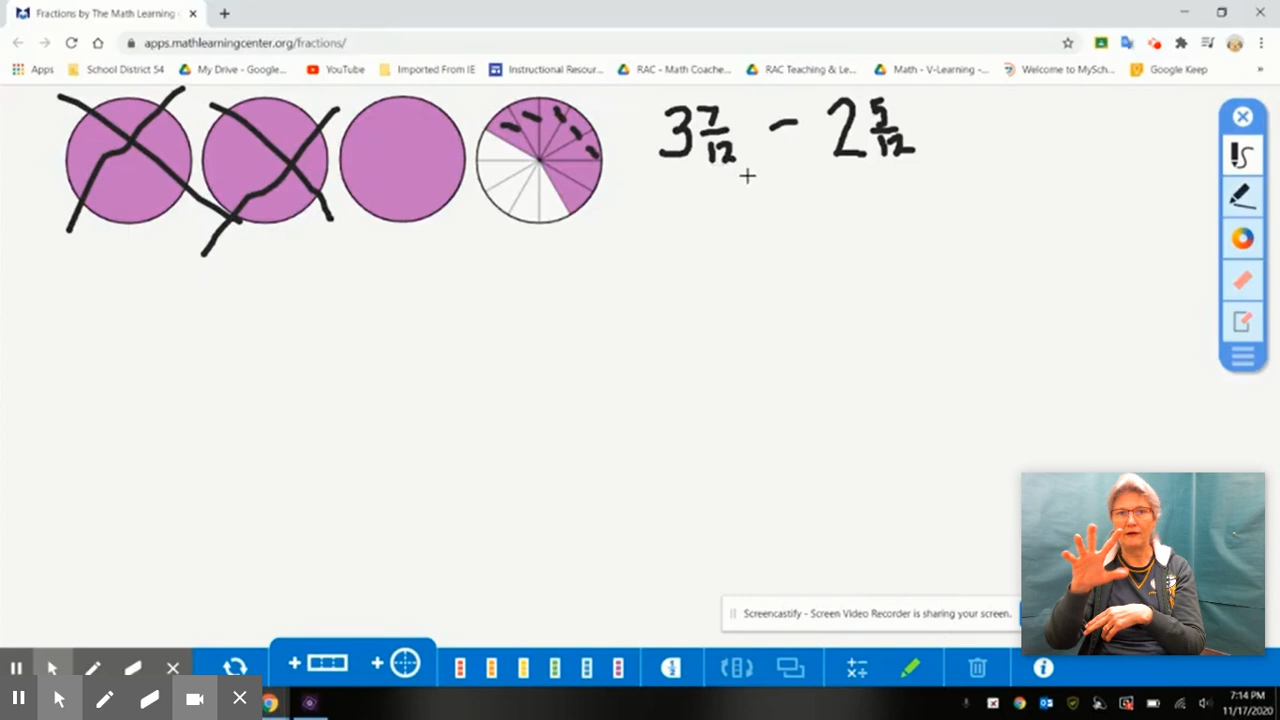 Fractions by The Math Learning C
apps.mathlearningcenter.org/fractions/
Apps School District 54 My Drive - Google... YouTube Imported From IE Instructional Resour... RAC - Math Coache... RAC Teaching & Le... Math - V-Learning -... Welcome to MySch... Google Keep »
3 7/12 - 2 5/12
Screencastify - Screen Video Recorder is sharing your screen.
7:14 PM
11/17/2020